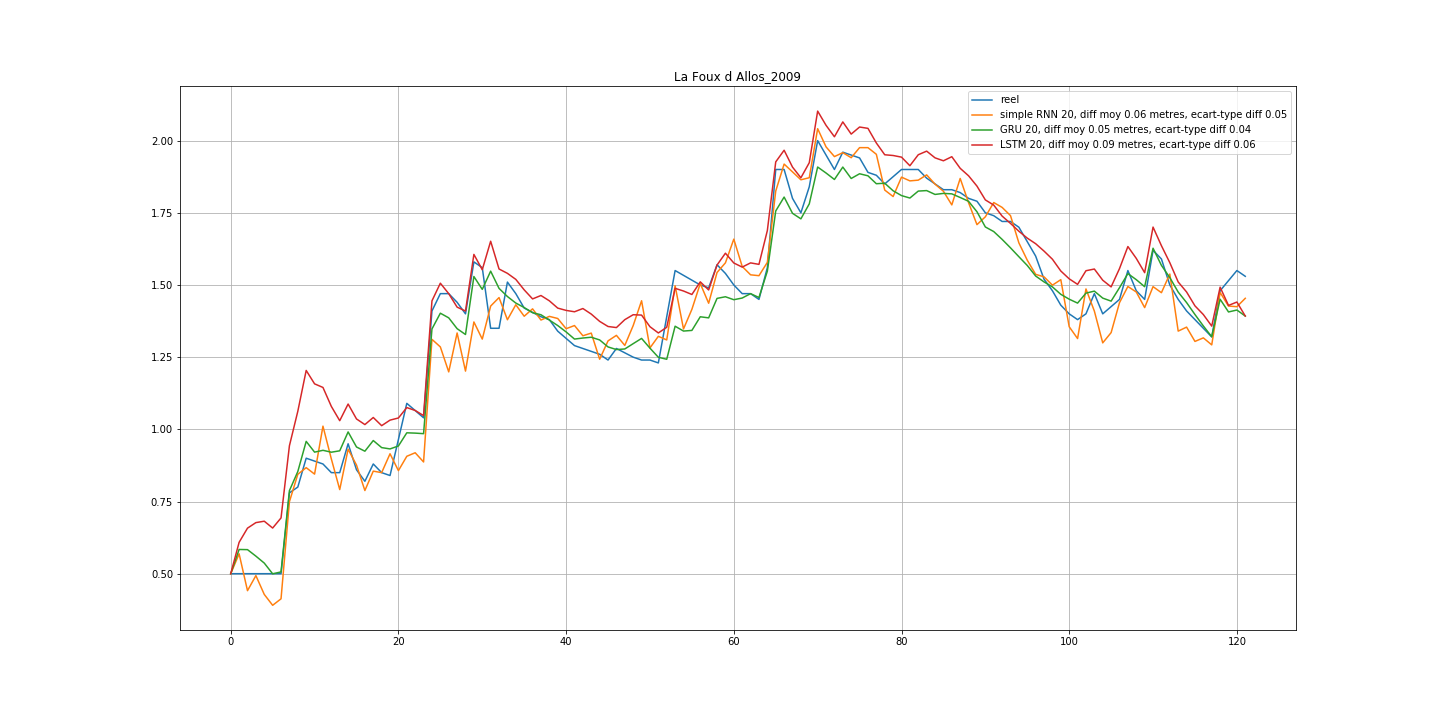 La Foux d Allos_2009
reel
simple RNN 20, diff moy 0.06 metres, ecart-type diff 0.05
GRU 20, diff moy 0.05 metres, ecart-type diff 0.04
LSTM 20, diff moy 0.09 metres, ecart-type diff 0.06
2.00
1.75
1.50
1.25
1.00
0.75
0.50
0 20 40 60 80 100 120